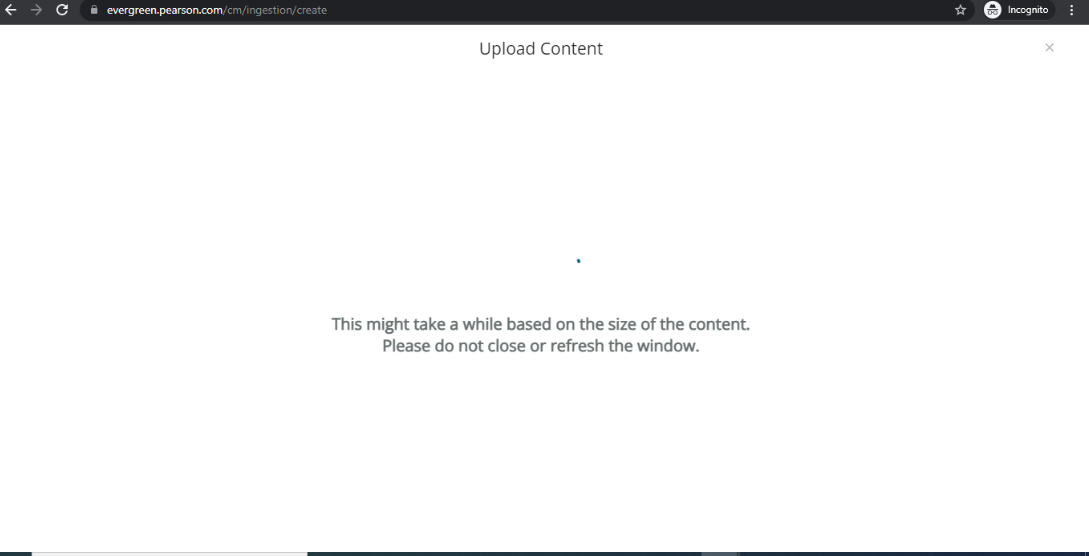 evergreen.pearson.com/cm/ingestion/create
Incognito
Upload Content
This might take a while based on the size of the content.
Please do not close or refresh the window.